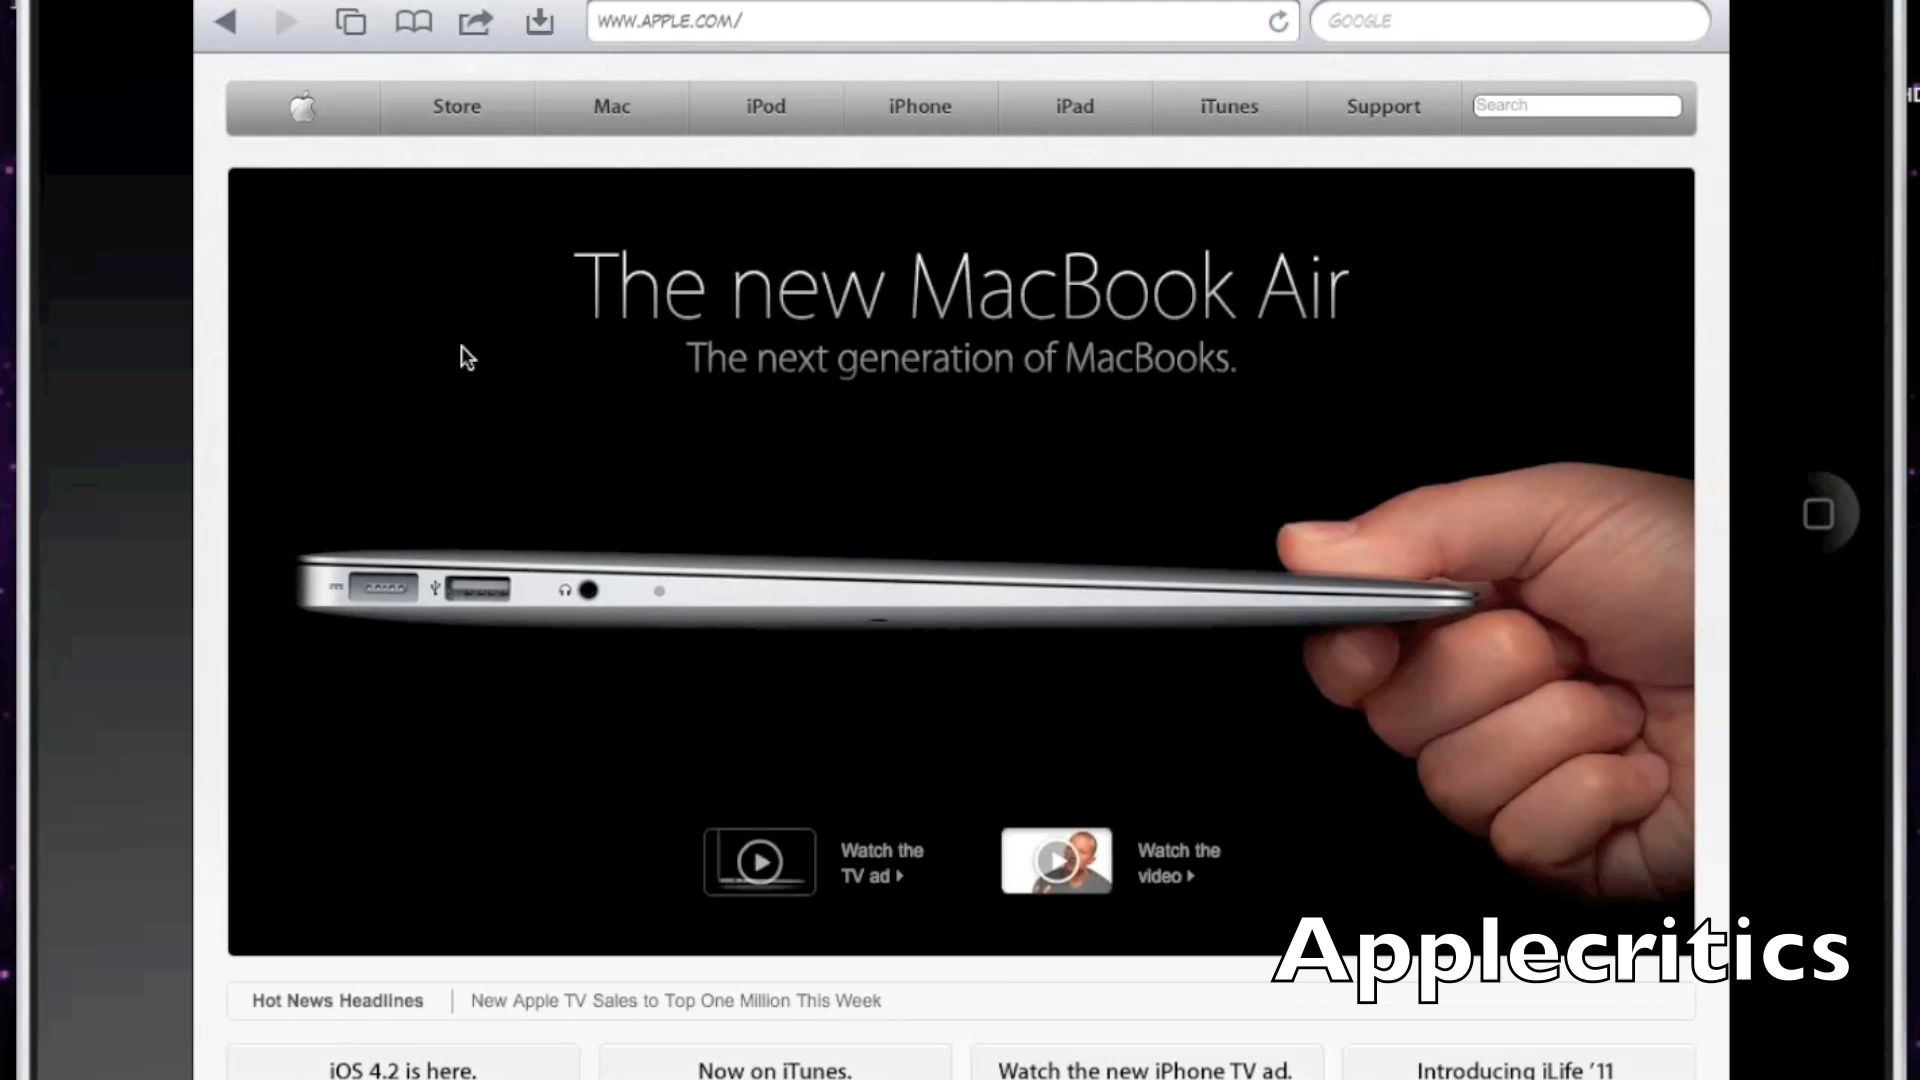 WWW.APPLE.COM/
GOOGLE
Store
Mac
iPod
iPhone
iPad
iTunes
Support
Search
The new MacBook Air
The next generation of MacBooks.
Watch the
TV ad
Watch the
video
Applecritics
Hot News Headlines
New Apple TV Sales to Top One Million This Week
iOS 4.2 is here.
Now on iTunes.
Watch the new iPhone TV ad.
Introducing iLife ’11